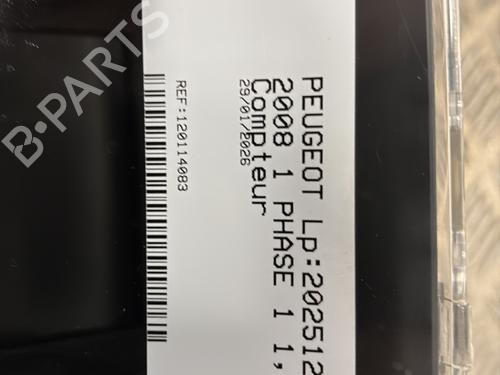 PEUGEOT Lp:202512
2008 1 PHASE 1 1,
Compteur
29/01/2026
REF:120114083
B-PARTS